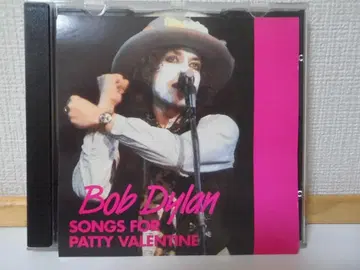 Bob Dylan
SONGS FOR
PATTY VALENTINE